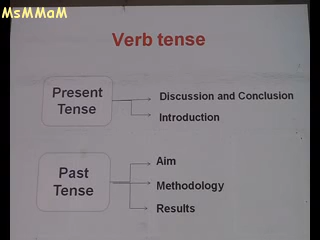 MsMMaM
Verb tense
Present
Tense
Discussion and Conclusion
Introduction
Past
Tense
Aim
Methodology
Results